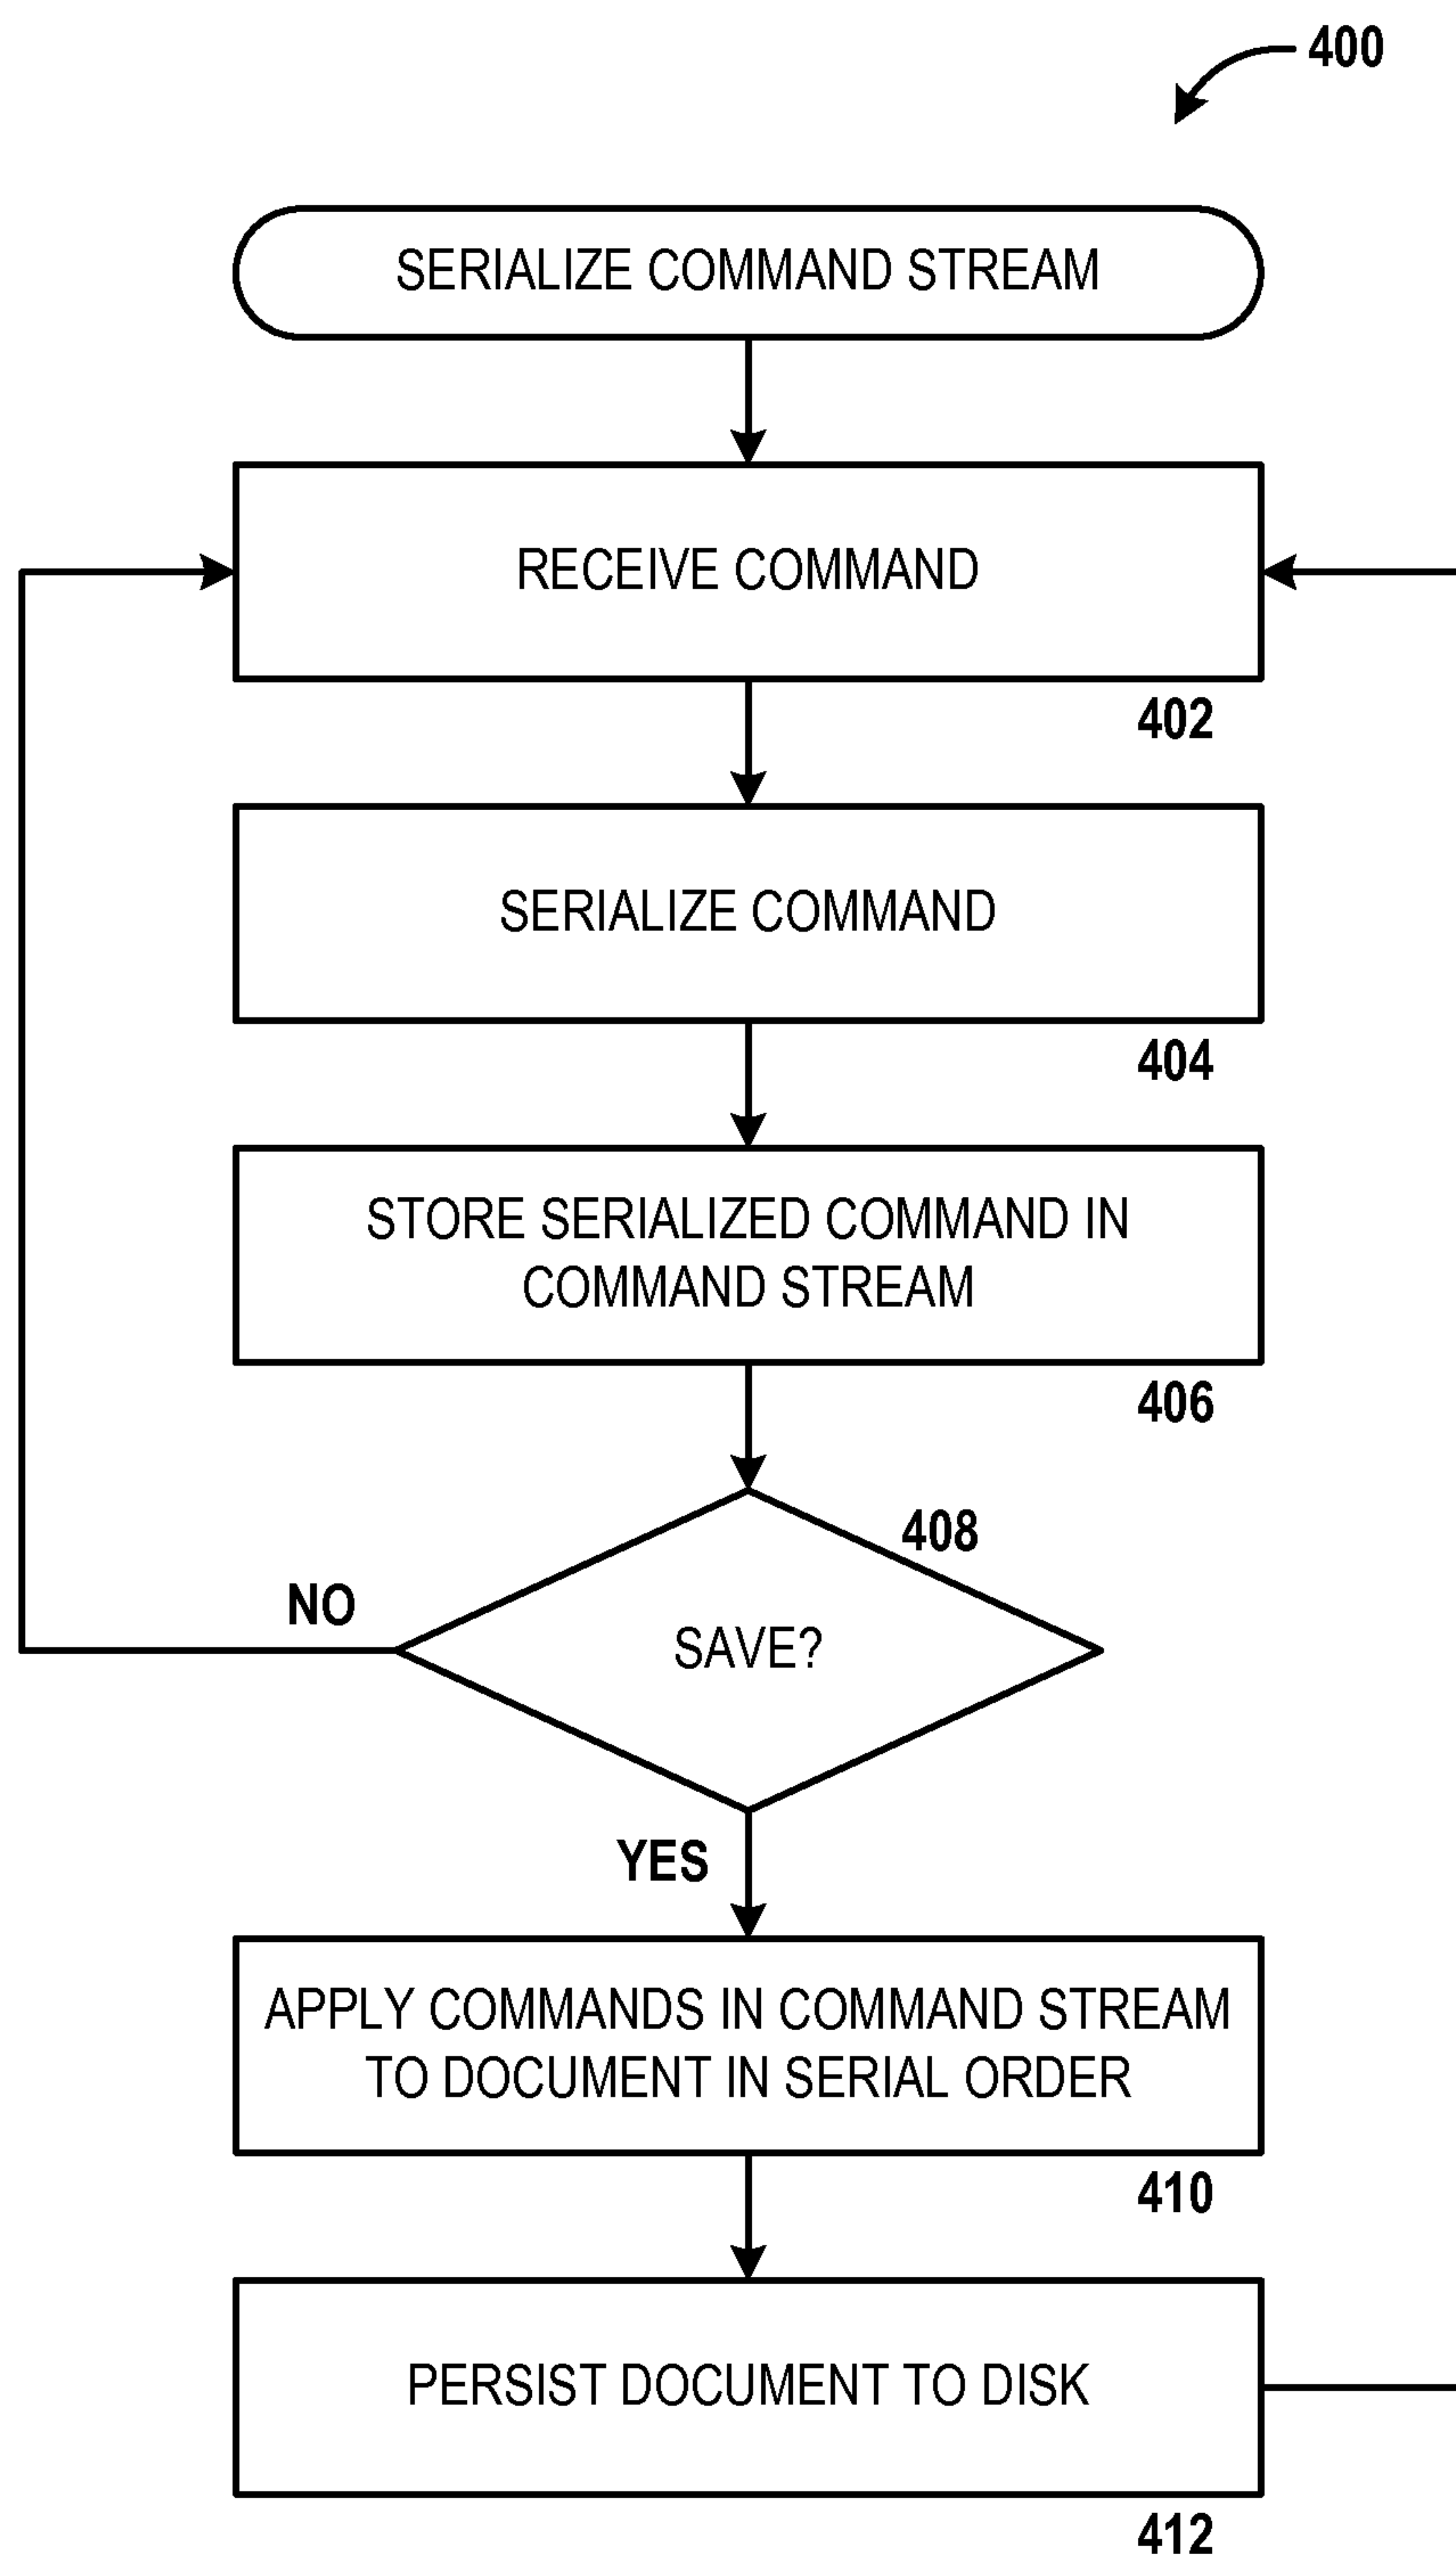 400
SERIALIZE COMMAND STREAM
RECEIVE COMMAND
402
SERIALIZE COMMAND
404
STORE SERIALIZED COMMAND IN
COMMAND STREAM
406
408
NO
SAVE?
YES
APPLY COMMANDS IN COMMAND STREAM
TO DOCUMENT IN SERIAL ORDER
410
PERSIST DOCUMENT TO DISK
412